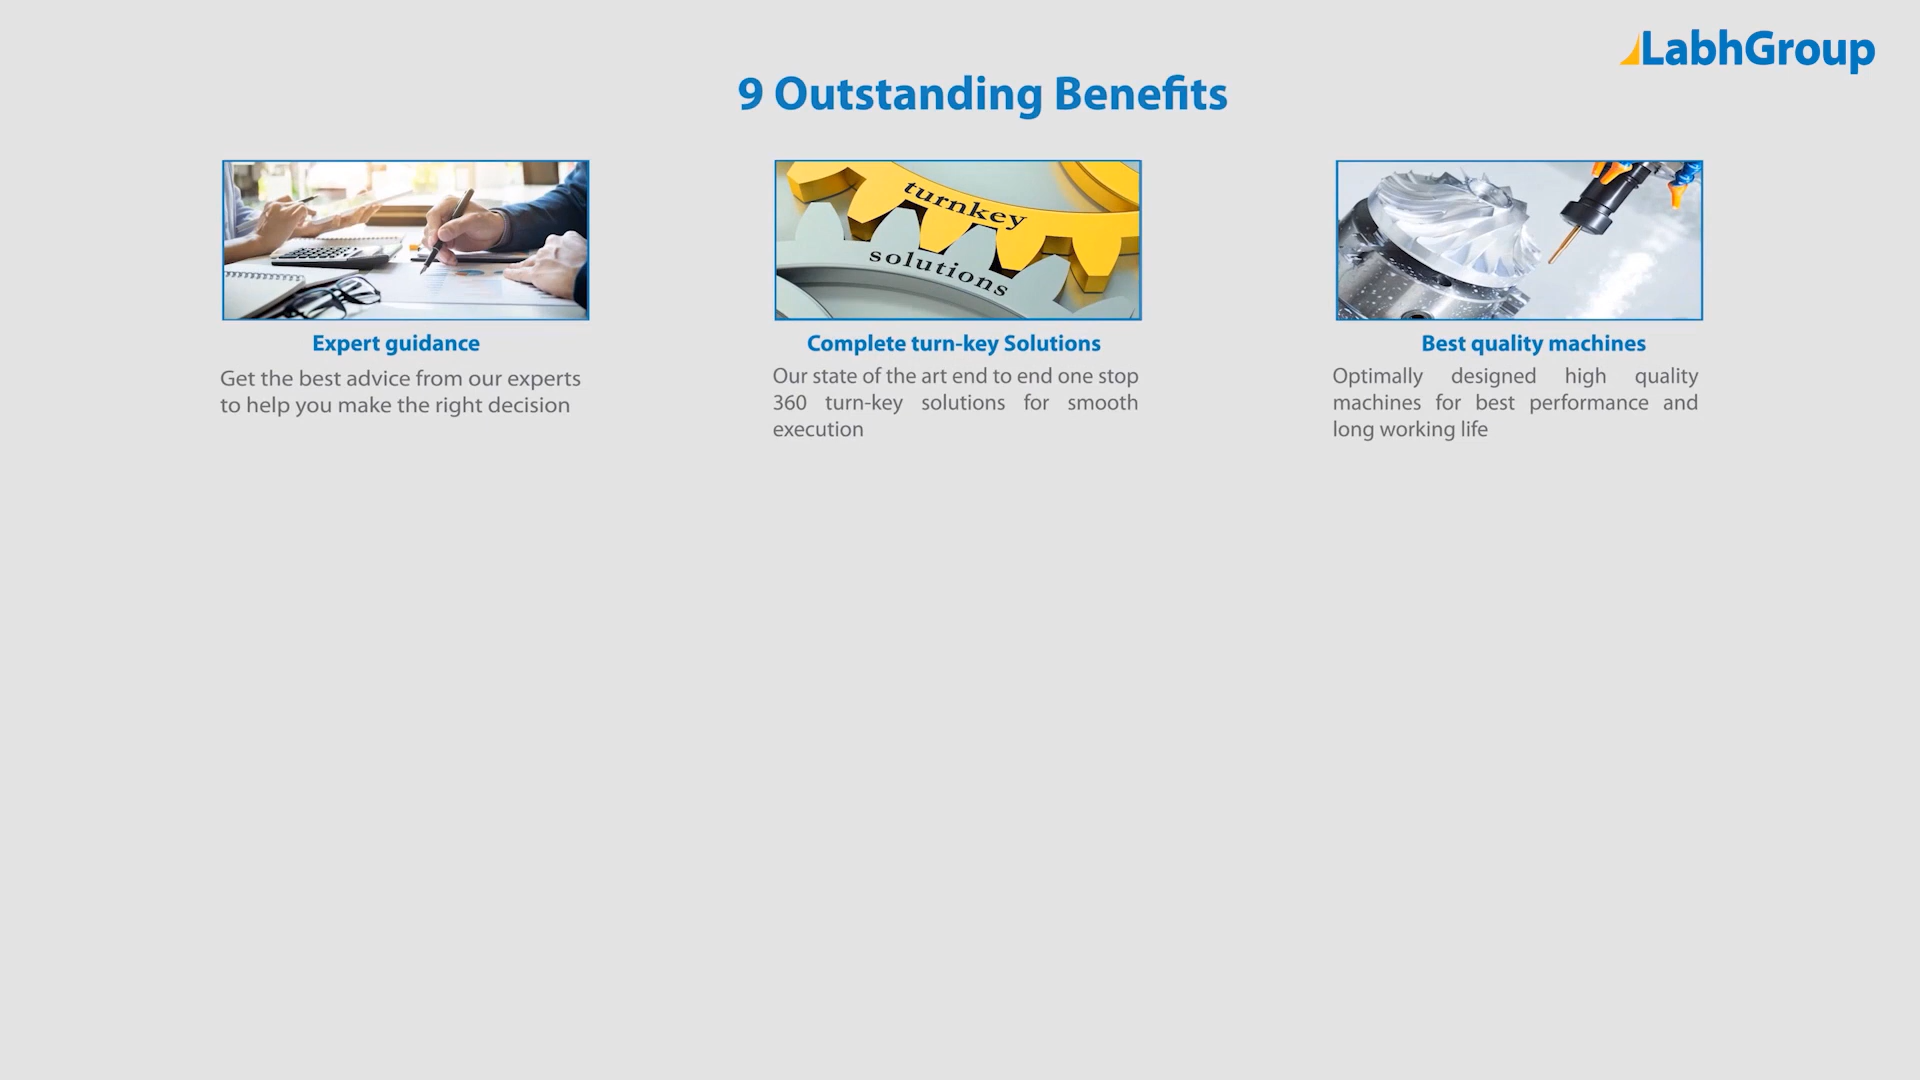 LabhGroup
9 Outstanding Benefits
turnkey
solutions
Expert guidance
Get the best advice from our experts
to help you make the right decision
Complete turn-key Solutions
Our state of the art end to end one stop
360 turn-key solutions for smooth
execution
Best quality machines
Optimally designed high quality
machines for best performance and
long working life